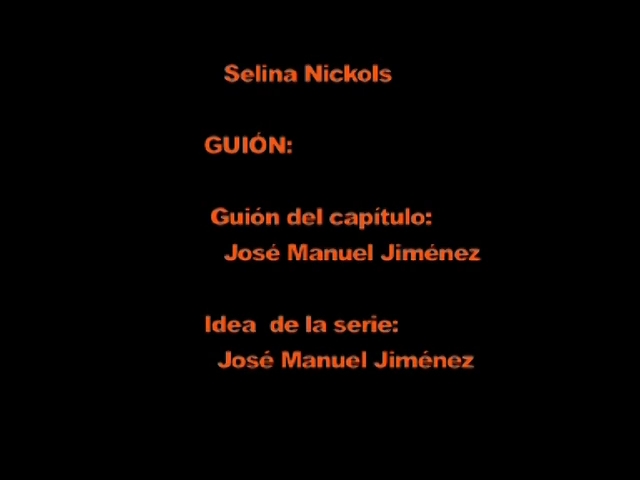 Selina Nickols
GUIÓN:
Guión del capítulo:
José Manuel Jiménez
Idea de la serie:
José Manuel Jiménez